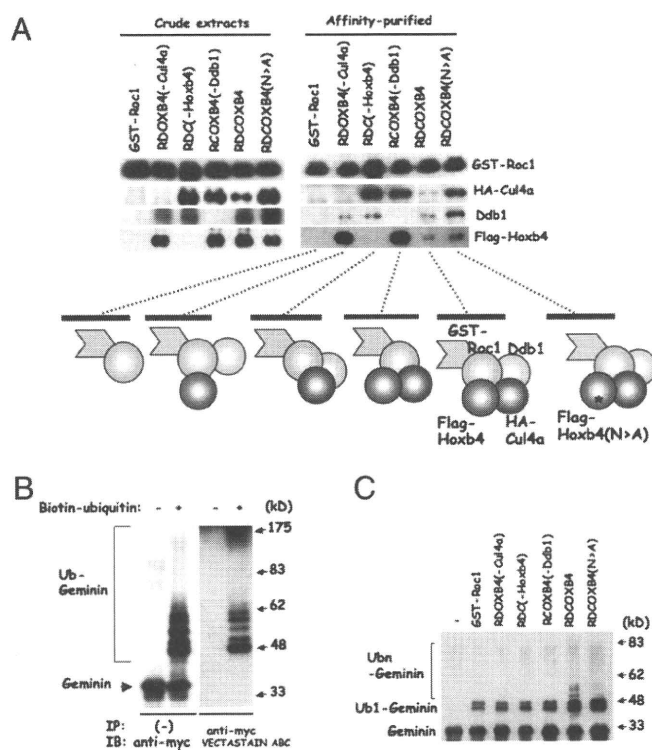 A
Crude extracts
Affinity-purified
GST-Roc1
RDOXB4(-Cul4a)
RDC(-Hoxb4)
RCOXB4(-Ddb1)
RDCOXB4
RDCOXB4(N>A)
GST-Roc1
RDOXB4(-Cul4a)
RDC(-Hoxb4)
RCOXB4(-Ddb1)
RDCOXB4
RDCOXB4(N>A)
GST-Roc1
HA-Cul4a
Ddb1
Flag-Hoxb4
GST-
Roc1 Ddb1
Flag-
Hoxb4
HA-
Cul4a
Flag-
Hoxb4(N>A)
B
Biotin-ubiquitin: - + - + (kD)
175
Ub-
Geminin
83
62
48
Geminin
33
IP: (-) anti-myc
IB: anti-myc VECTASTAIN ABC
C
-
GST-Roc1
RDOXB4(-Cul4a)
RDC(-Hoxb4)
RCOXB4(-Ddb1)
RDCOXB4
RDCOXB4(N>A)
(kD)
83
Ubn
-Geminin
62
48
Ub1-Geminin
Geminin
33